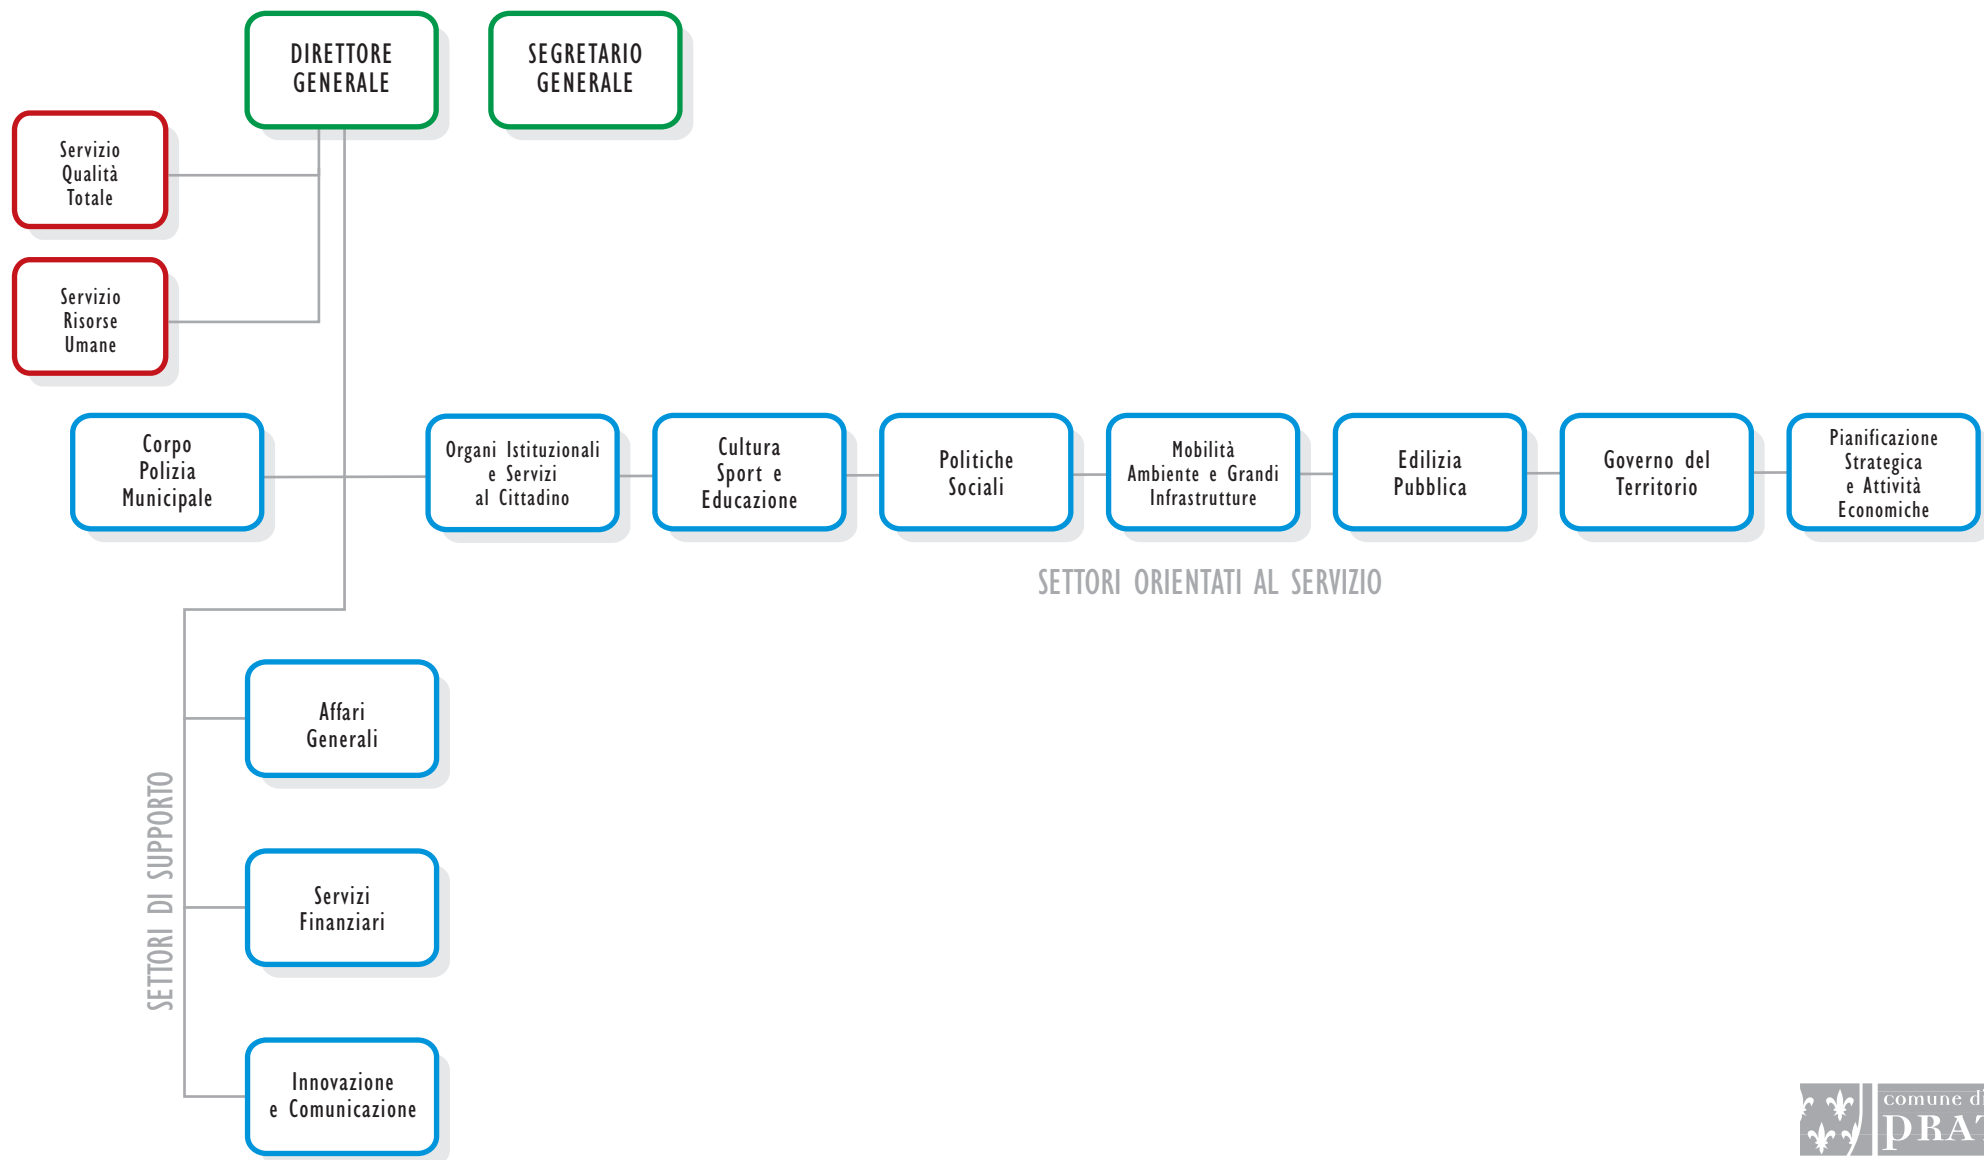 DIRETTORE
GENERALE
SEGRETARIO
GENERALE
Servizio
Qualità
Totale
Servizio
Risorse
Umane
Corpo
Polizia
Municipale
Organi Istituzionali
e Servizi
al Cittadino
Cultura
Sport e
Educazione
Politiche
Sociali
Mobilità
Ambiente e Grandi
Infrastrutture
Edilizia
Pubblica
Governo del
Territorio
Pianificazione
Strategica
e Attività
Economiche
SETTORI ORIENTATI AL SERVIZIO
SETTORI DI SUPPORTO
Affari
Generali
Servizi
Finanziari
Innovazione
e Comunicazione
comune di
PRAT